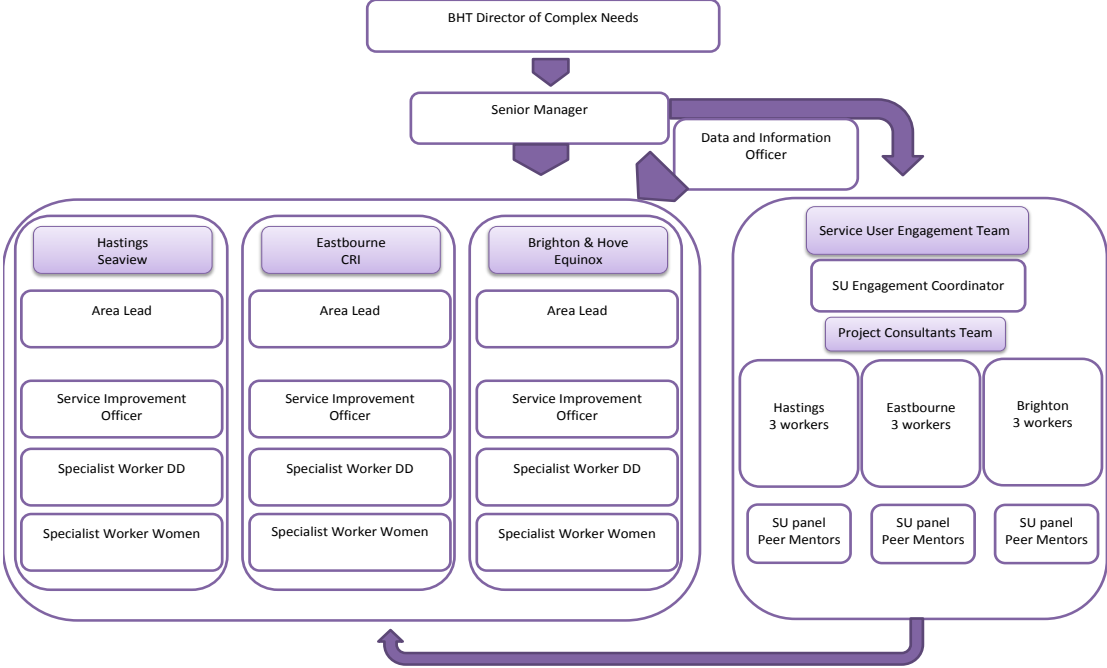 BHT Director of Complex Needs
Senior Manager
Data and Information
Officer
Hastings
Seaview
Area Lead
Service Improvement
Officer
Specialist Worker DD
Specialist Worker Women
Eastbourne
CRI
Area Lead
Service Improvement
Officer
Specialist Worker DD
Specialist Worker Women
Brighton & Hove
Equinox
Area Lead
Service Improvement
Officer
Specialist Worker DD
Specialist Worker Women
Service User Engagement Team
SU Engagement Coordinator
Project Consultants Team
Hastings
3 workers
Eastbourne
3 workers
Brighton
3 workers
SU panel
Peer Mentors
SU panel
Peer Mentors
SU panel
Peer Mentors